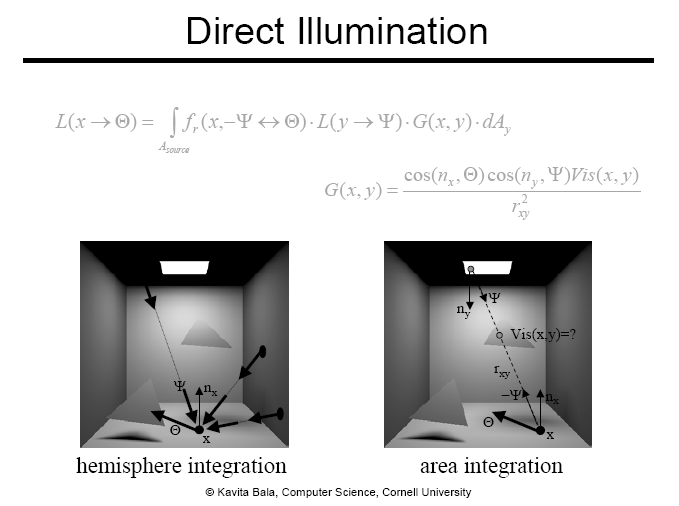 Direct Illumination
L(x → Θ) = ∫ f_r(x,−Ψ ↔ Θ) · L(y → Ψ) · G(x, y) · dA_y
A_source
G(x, y) = cos(n_x, Θ) cos(n_y, Ψ)Vis(x, y) / r_xy^2
Ψ
n_x
Θ
x
Ψ
n_y
Vis(x,y)=?
r_xy
−Ψ
n_x
Θ
x
hemisphere integration
area integration
© Kavita Bala, Computer Science, Cornell University